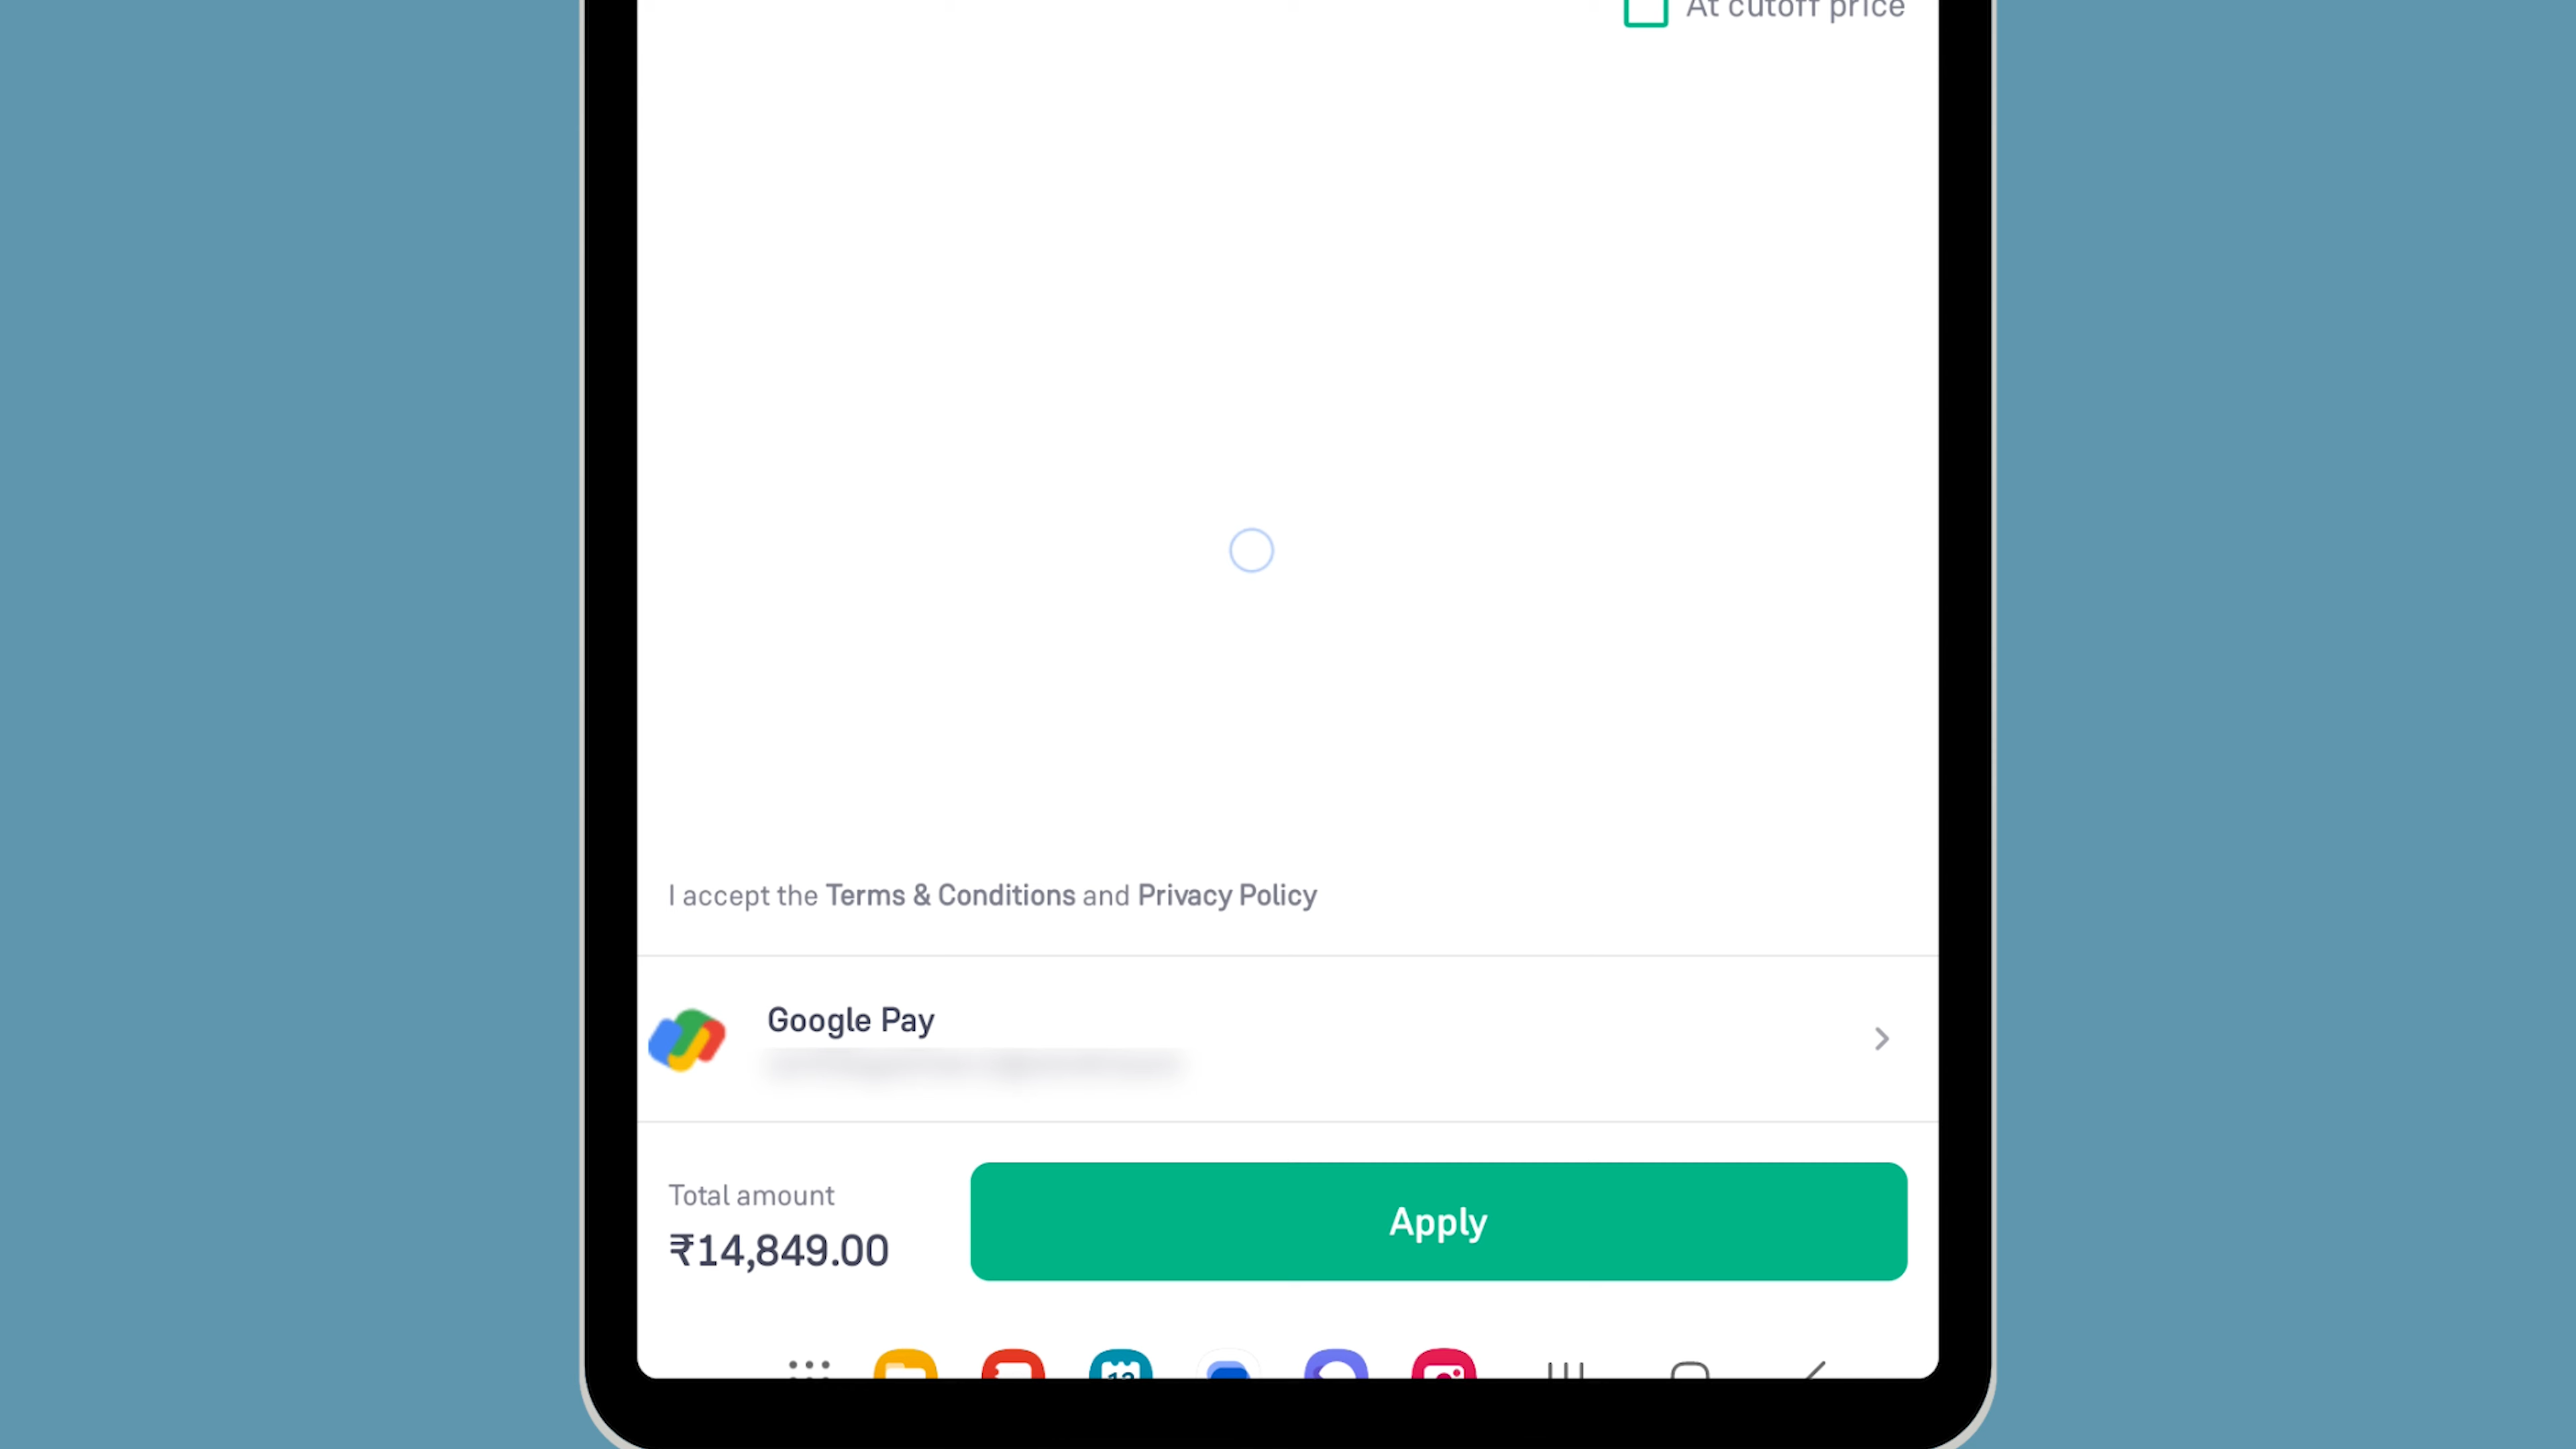 At cutoff price
I accept the Terms & Conditions and Privacy Policy
Google Pay
Total amount
₹14,849.00
Apply